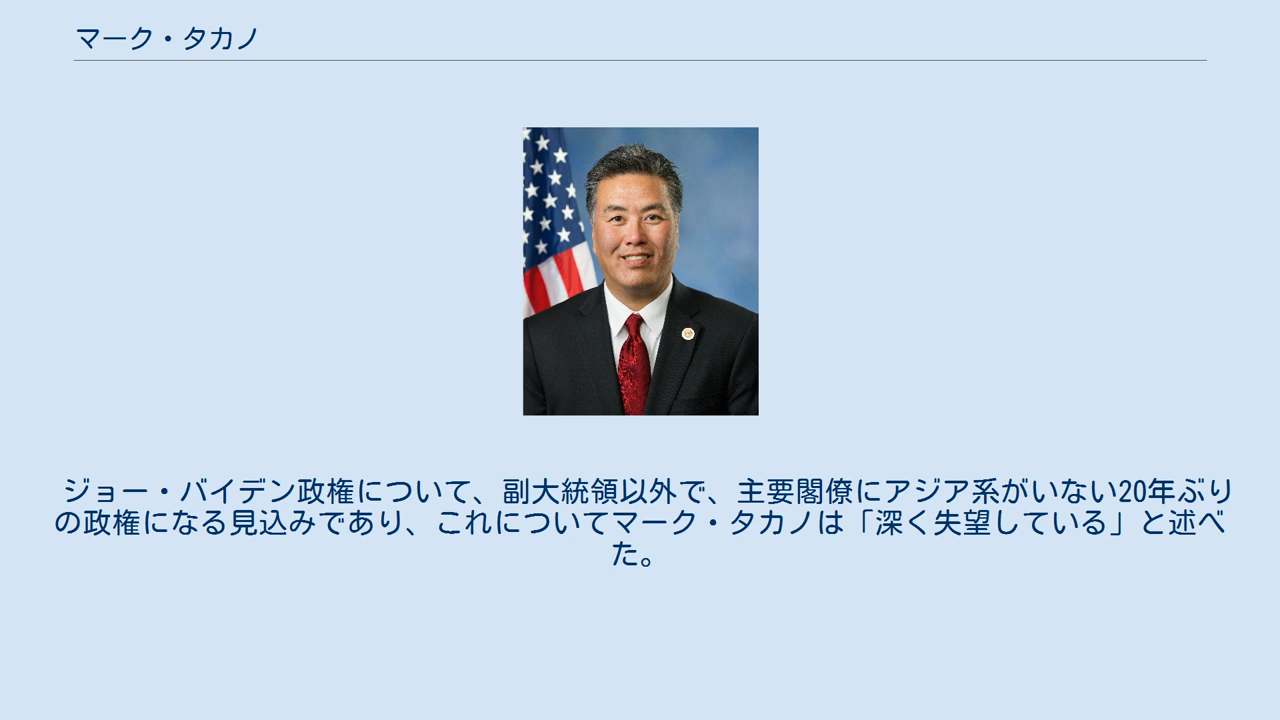 マーク・タカノ
ジョー・バイデン政権について、副大統領以外で、主要閣僚にアジア系がいない20年ぶり
の政権になる見込みであり、これについてマーク・タカノは「深く失望している」と述べ
た。